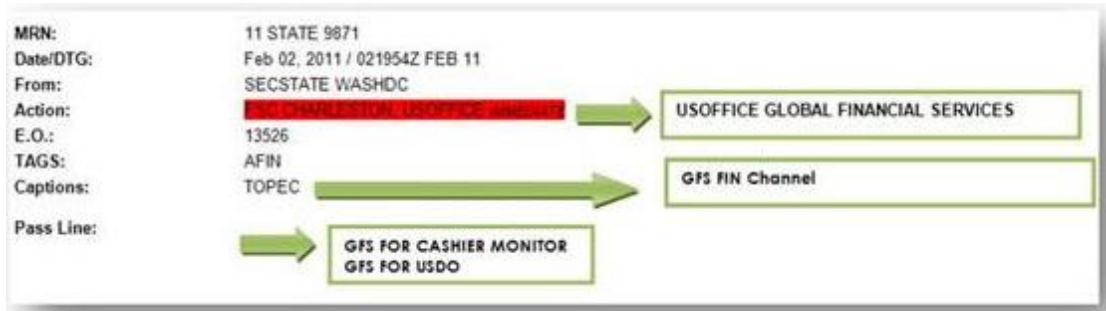 MRN: 11 STATE 9871
Date/DTG: Feb 02, 2011 / 021954Z FEB 11
From: SECSTATE WASHDC
Action: FSC CHARLESTON, USOFFICE IMMEDIATE
USOFFICE GLOBAL FINANCIAL SERVICES
E.O.: 13526
TAGS: AFIN
Captions: TOPEC
GFS FIN Channel
Pass Line:
GFS FOR CASHIER MONITOR
GFS FOR USDO